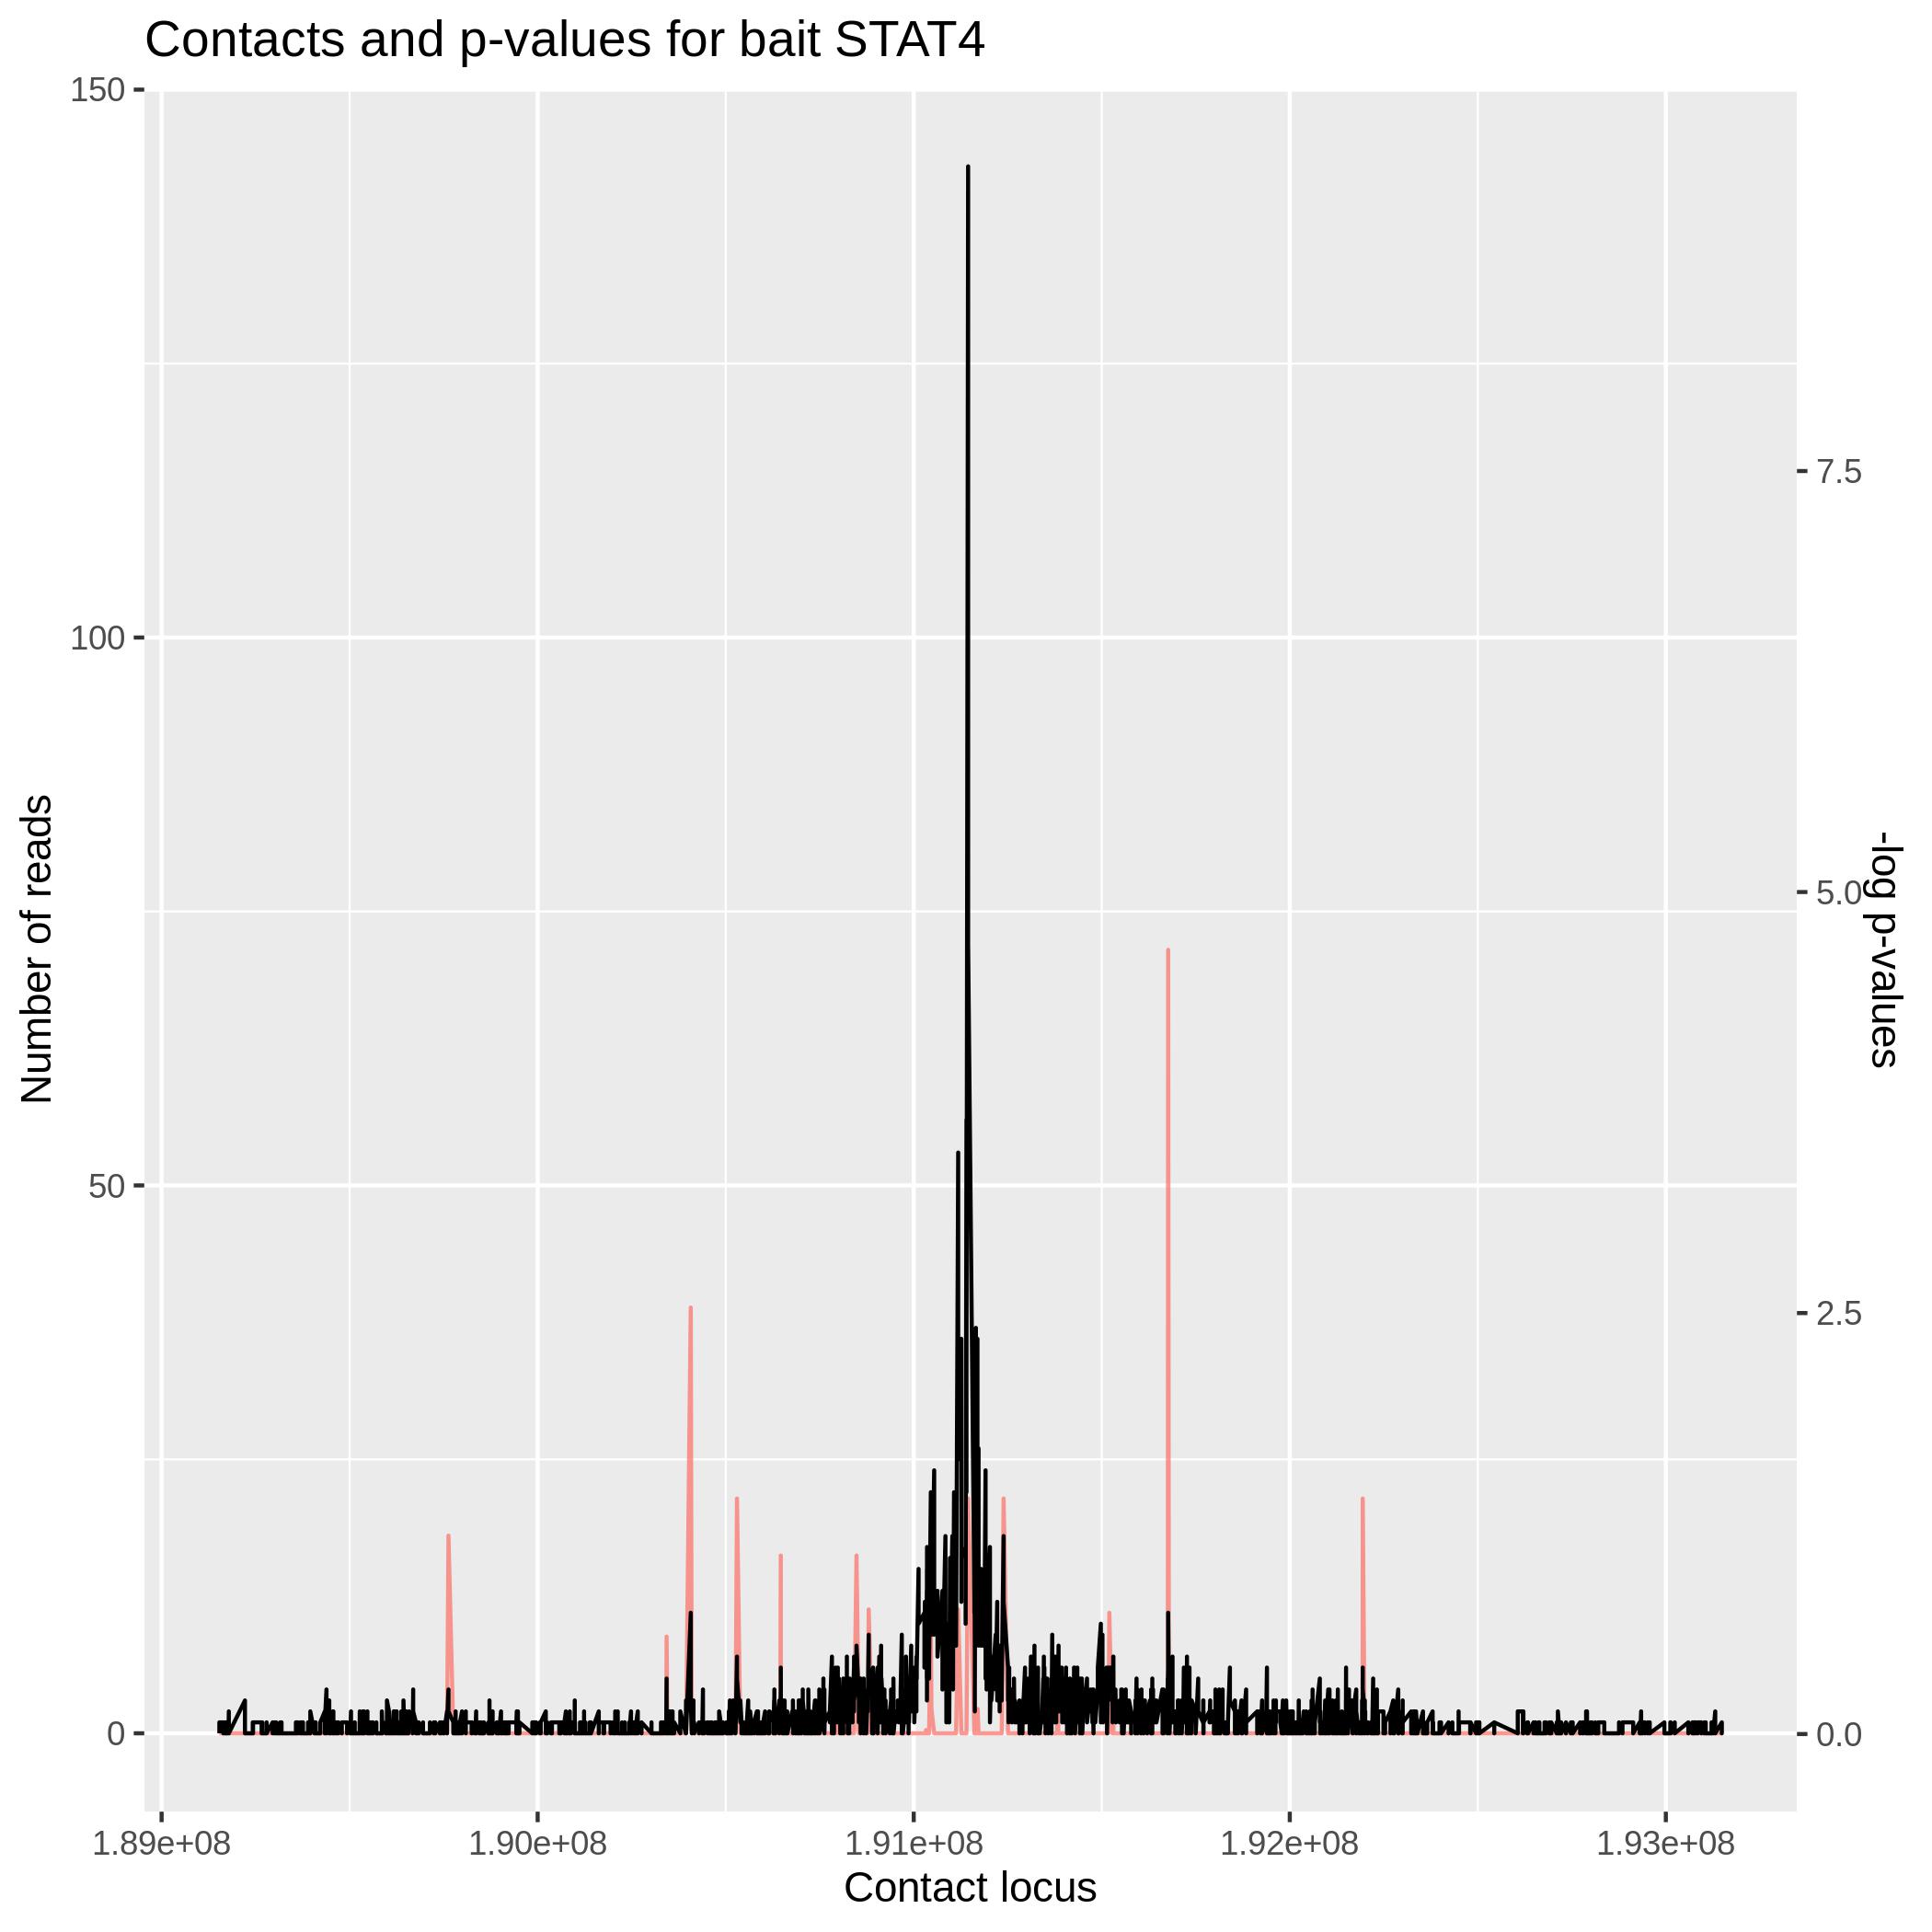 Contacts and p-values for bait STAT4
150
100
50
0
Number of reads
7.5
5.0
2.5
0.0
-log p-values
1.89e+08
1.90e+08
1.91e+08
1.92e+08
1.93e+08
Contact locus